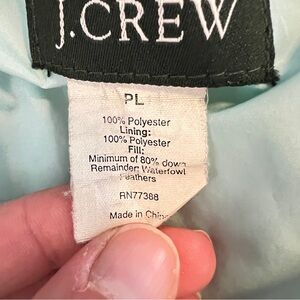 J.CREW
PL
100% Polyester
Lining:
100% Polyester
Fill:
Minimum of 80% down
Remainder: Waterfowl
Feathers
RN77388
Made in China